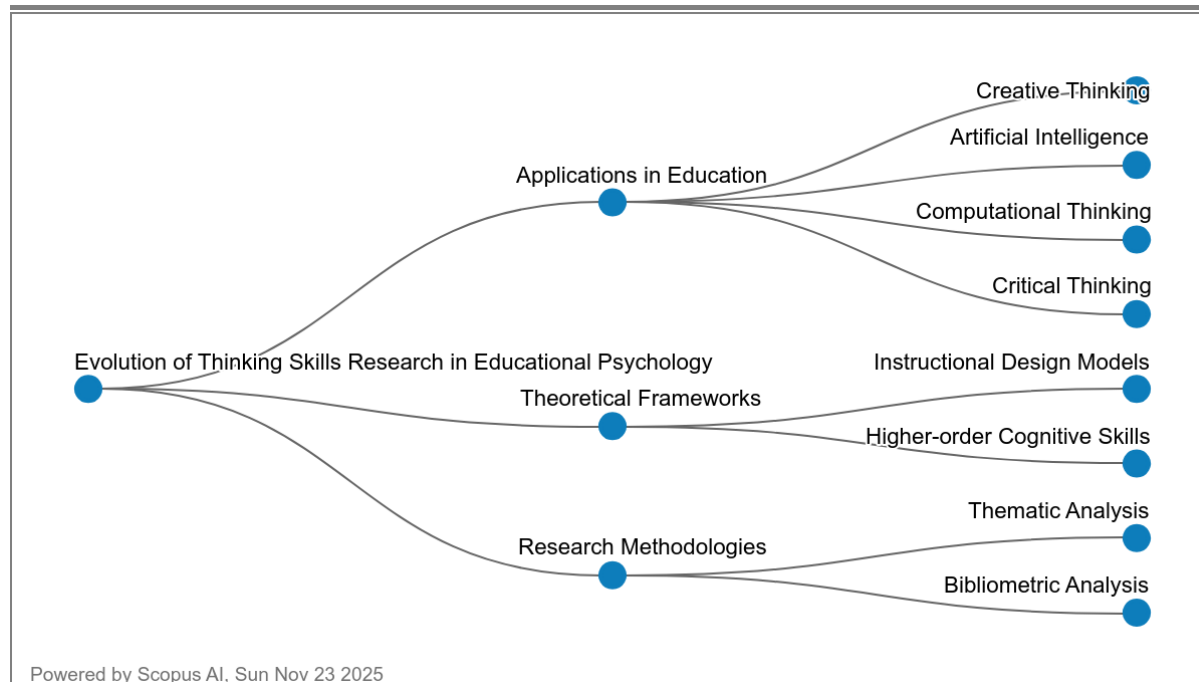 Creative Thinking
Artificial Intelligence
Applications in Education
Computational Thinking
Critical Thinking
Evolution of Thinking Skills Research in Educational Psychology
Instructional Design Models
Theoretical Frameworks
Higher-order Cognitive Skills
Thematic Analysis
Research Methodologies
Bibliometric Analysis
Powered by Scopus AI, Sun Nov 23 2025